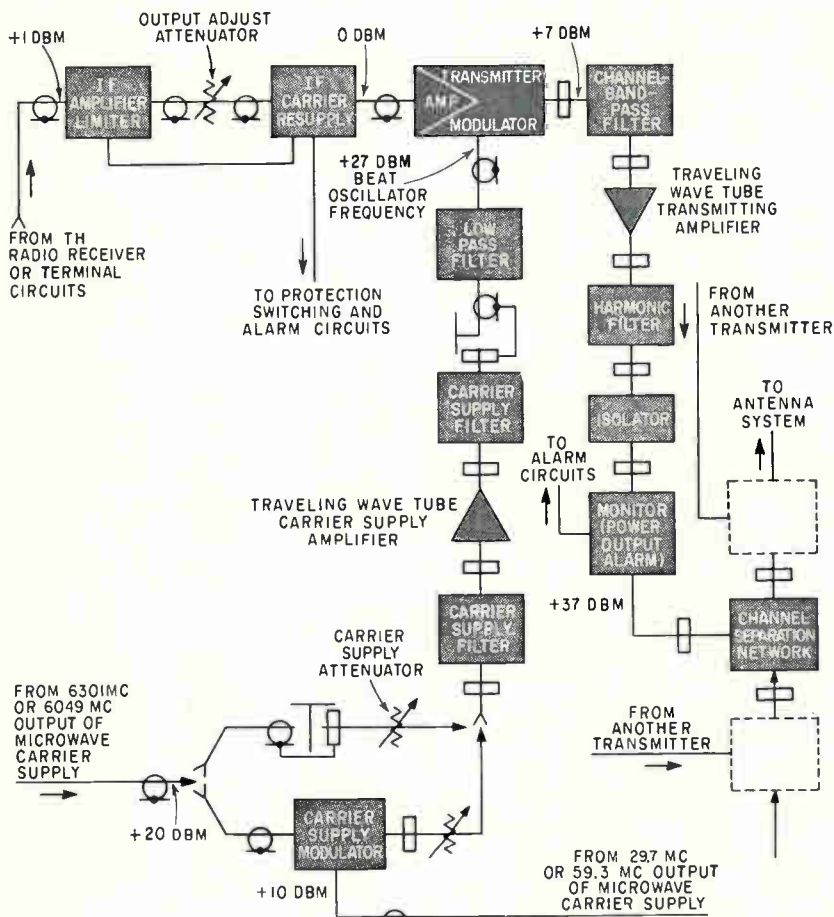 OUTPUT ADJUST
ATTENUATOR
+1 DBM
0 DBM
+7 DBM
IF
AMPLIFIER
LIMITER
IF
CARRIER
RESUPPLY
TRANSMITTER
AMP.
MODULATOR
CHANNEL-
BAND-
PASS
FILTER
+27 DBM
BEAT
OSCILLATOR
FREQUENCY
TRAVELING
WAVE TUBE
TRANSMITTING
AMPLIFIER
FROM TH
RADIO RECEIVER
OR TERMINAL
CIRCUITS
LOW
PASS
FILTER
TO PROTECTION
SWITCHING AND
ALARM CIRCUITS
HARMONIC
FILTER
FROM
ANOTHER
TRANSMITTER
CARRIER
SUPPLY
FILTER
ISOLATOR
TO
ANTENNA
SYSTEM
TO
ALARM
CIRCUITS
TRAVELING WAVE TUBE
CARRIER SUPPLY
AMPLIFIER
MONITOR
(POWER
OUTPUT
ALARM)
+37 DBM
CARRIER
SUPPLY
FILTER
CHANNEL
SEPARATION
NETWORK
CARRIER
SUPPLY
ATTENUATOR
FROM 6301MC
OR 6049 MC
OUTPUT OF
MICROWAVE
CARRIER
SUPPLY
FROM
ANOTHER
TRANSMITTER
+20 DBM
CARRIER
SUPPLY
MODULATOR
+10 DBM
FROM 29.7 MC
OR 59.3 MC OUTPUT
OF MICROWAVE
CARRIER SUPPLY